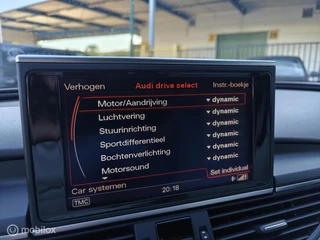 Verhogen Audi drive select Instr.-boekje
Motor/Aandrijving dynamic
Luchtvering dynamic
Stuurinrichting dynamic
Sportdifferentieel dynamic
Bochtenverlichting dynamic
Motorsound dynamic
Set individual
Car systemen 20:18
TMC
Marktplaats